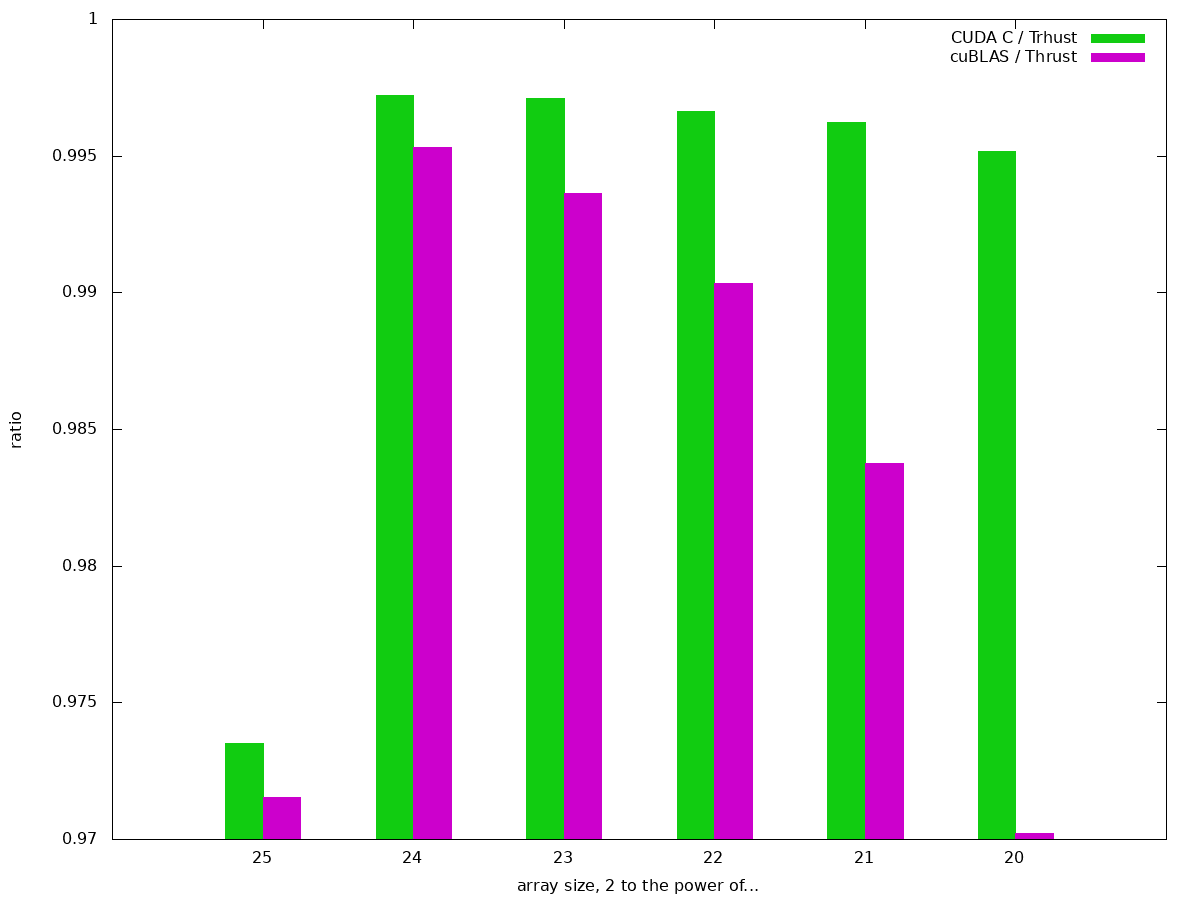 1
CUDA C / Trhust
cuBLAS / Thrust
0.995
0.99
0.985
ratio
0.98
0.975
0.97
25 24 23 22 21 20
array size, 2 to the power of...